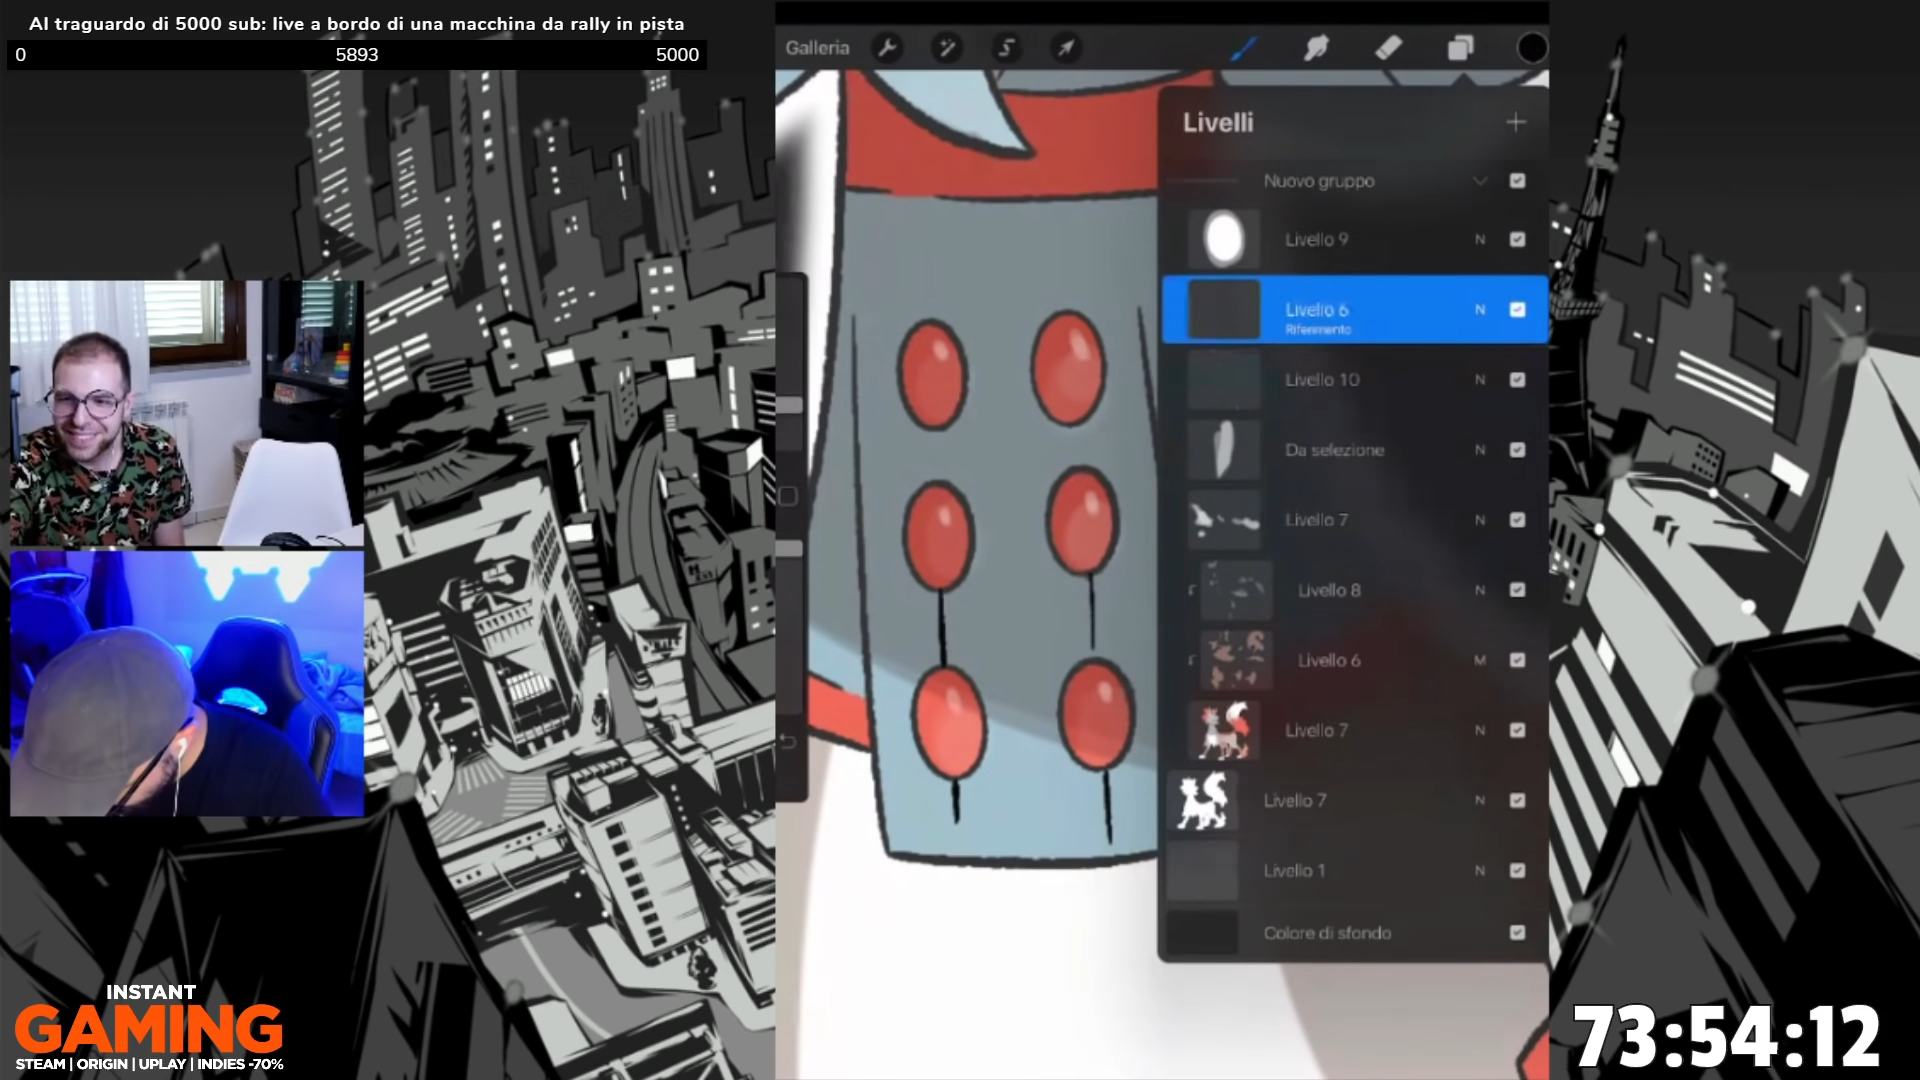 Al traguardo di 5000 sub: live a bordo di una macchina da rally in pista
0 5893 5000
Galleria
Livelli
Nuovo gruppo
Livello 9 N
Livello 6 N
Riferimento
Livello 10 N
Da selezione N
Livello 7 N
Livello 8 N
Livello 6 M
Livello 7 N
Livello 7 N
Livello 1 N
Colore di sfondo
INSTANT
GAMING
STEAM | ORIGIN | UPLAY | INDIES -70%
73:54:12